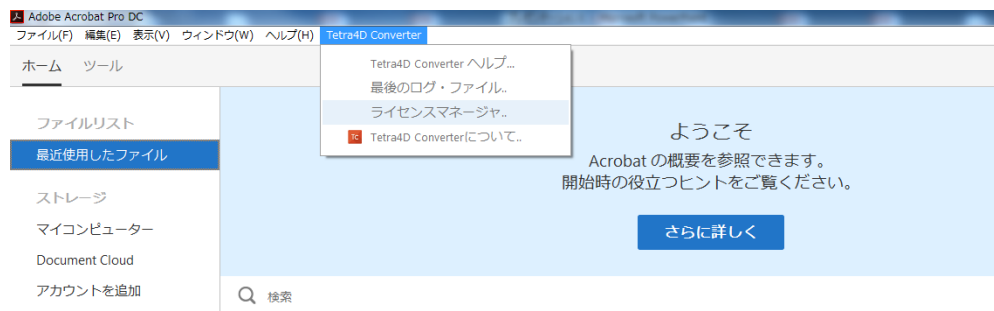 Adobe Acrobat Pro DC
ファイル(F) 編集(E) 表示(V) ウィンドウ(W) ヘルプ(H) Tetra4D Converter
ホーム ツール
Tetra4D Converter ヘルプ...
最後のログ・ファイル..
ライセンスマネージャ..
Tc Tetra4D Converterについて..
ファイルリスト
最近使用したファイル
ストレージ
マイコンピューター
Document Cloud
アカウントを追加
ようこそ
Acrobat の概要を参照できます。
開始時の役立つヒントをご覧ください。
さらに詳しく
検索